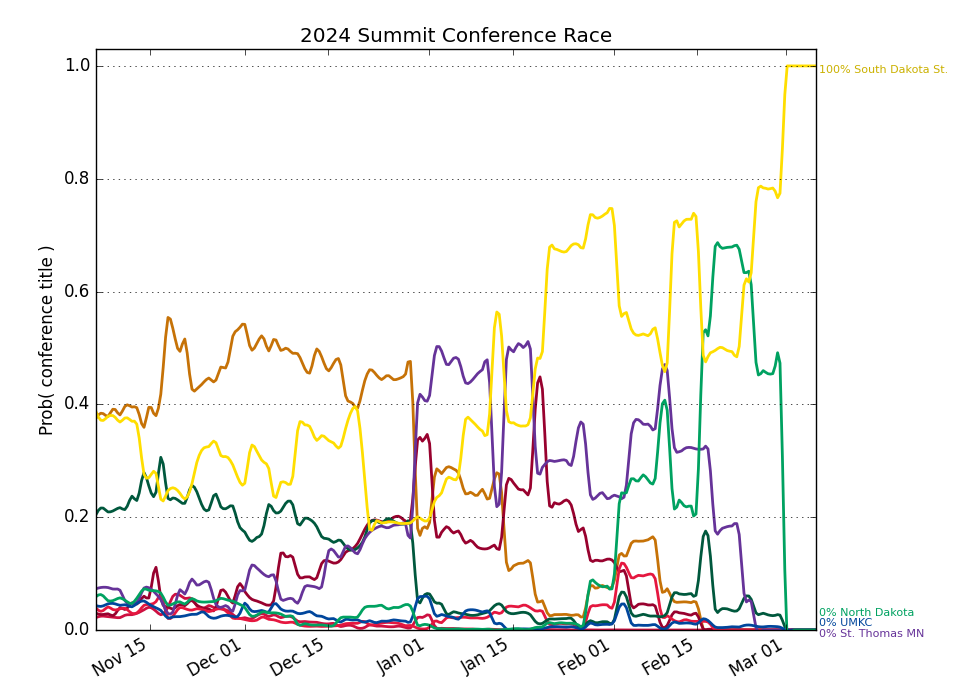 2024 Summit Conference Race
Prob( conference title )
1.0
0.8
0.6
0.4
0.2
0.0
Nov 15
Dec 01
Dec 15
Jan 01
Jan 15
Feb 01
Feb 15
Mar 01
100% South Dakota St.
0% North Dakota
0% UMKC
0% St. Thomas MN